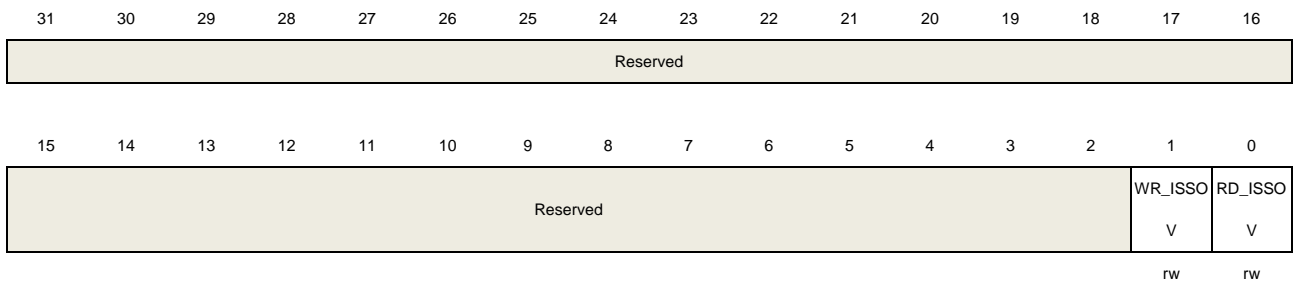 31 30 29 28 27 26 25 24 23 22 21 20 19 18 17 16
Reserved
15 14 13 12 11 10 9 8 7 6 5 4 3 2 1 0
Reserved
WR_ISSO RD_ISSO
V V
rw rw